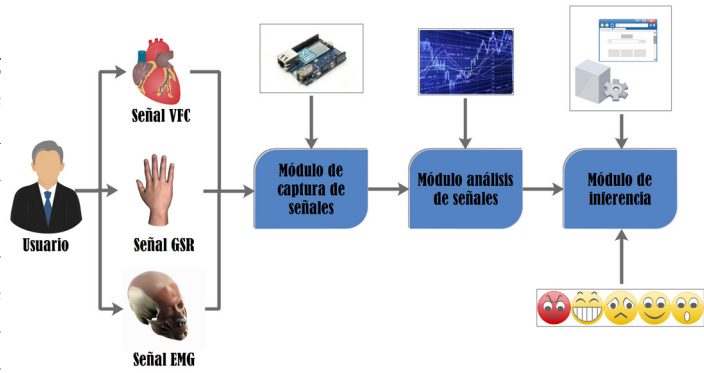 Señal VFC
Usuario
Señal GSR
Señal EMG
Módulo de
captura de
señales
Módulo análisis
de señales
Módulo de
inferencia